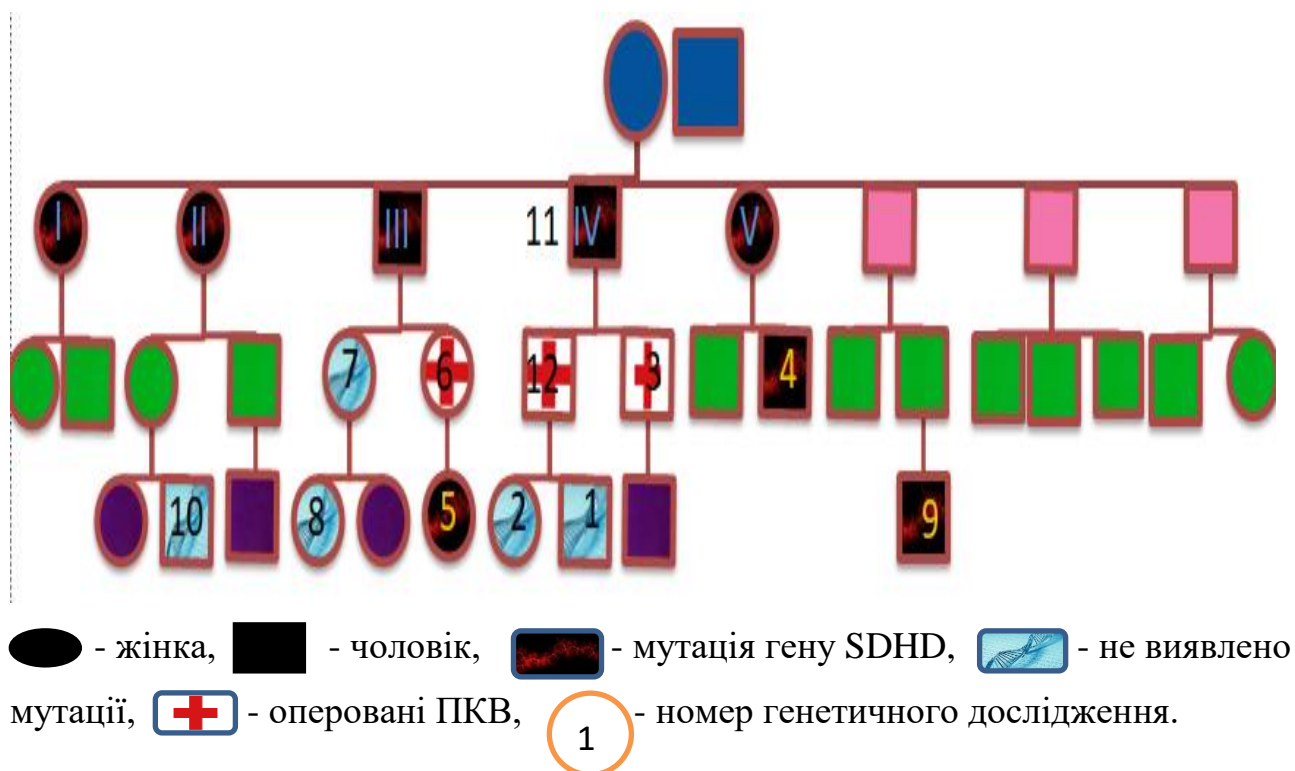 I II III 11 IV V
7 6 12 3 4
10 8 5 2 1 9
- жінка, - чоловік, - мутація гену SDHD, - не виявлено
мутації, - оперовані ПКВ, - номер генетичного дослідження.
1